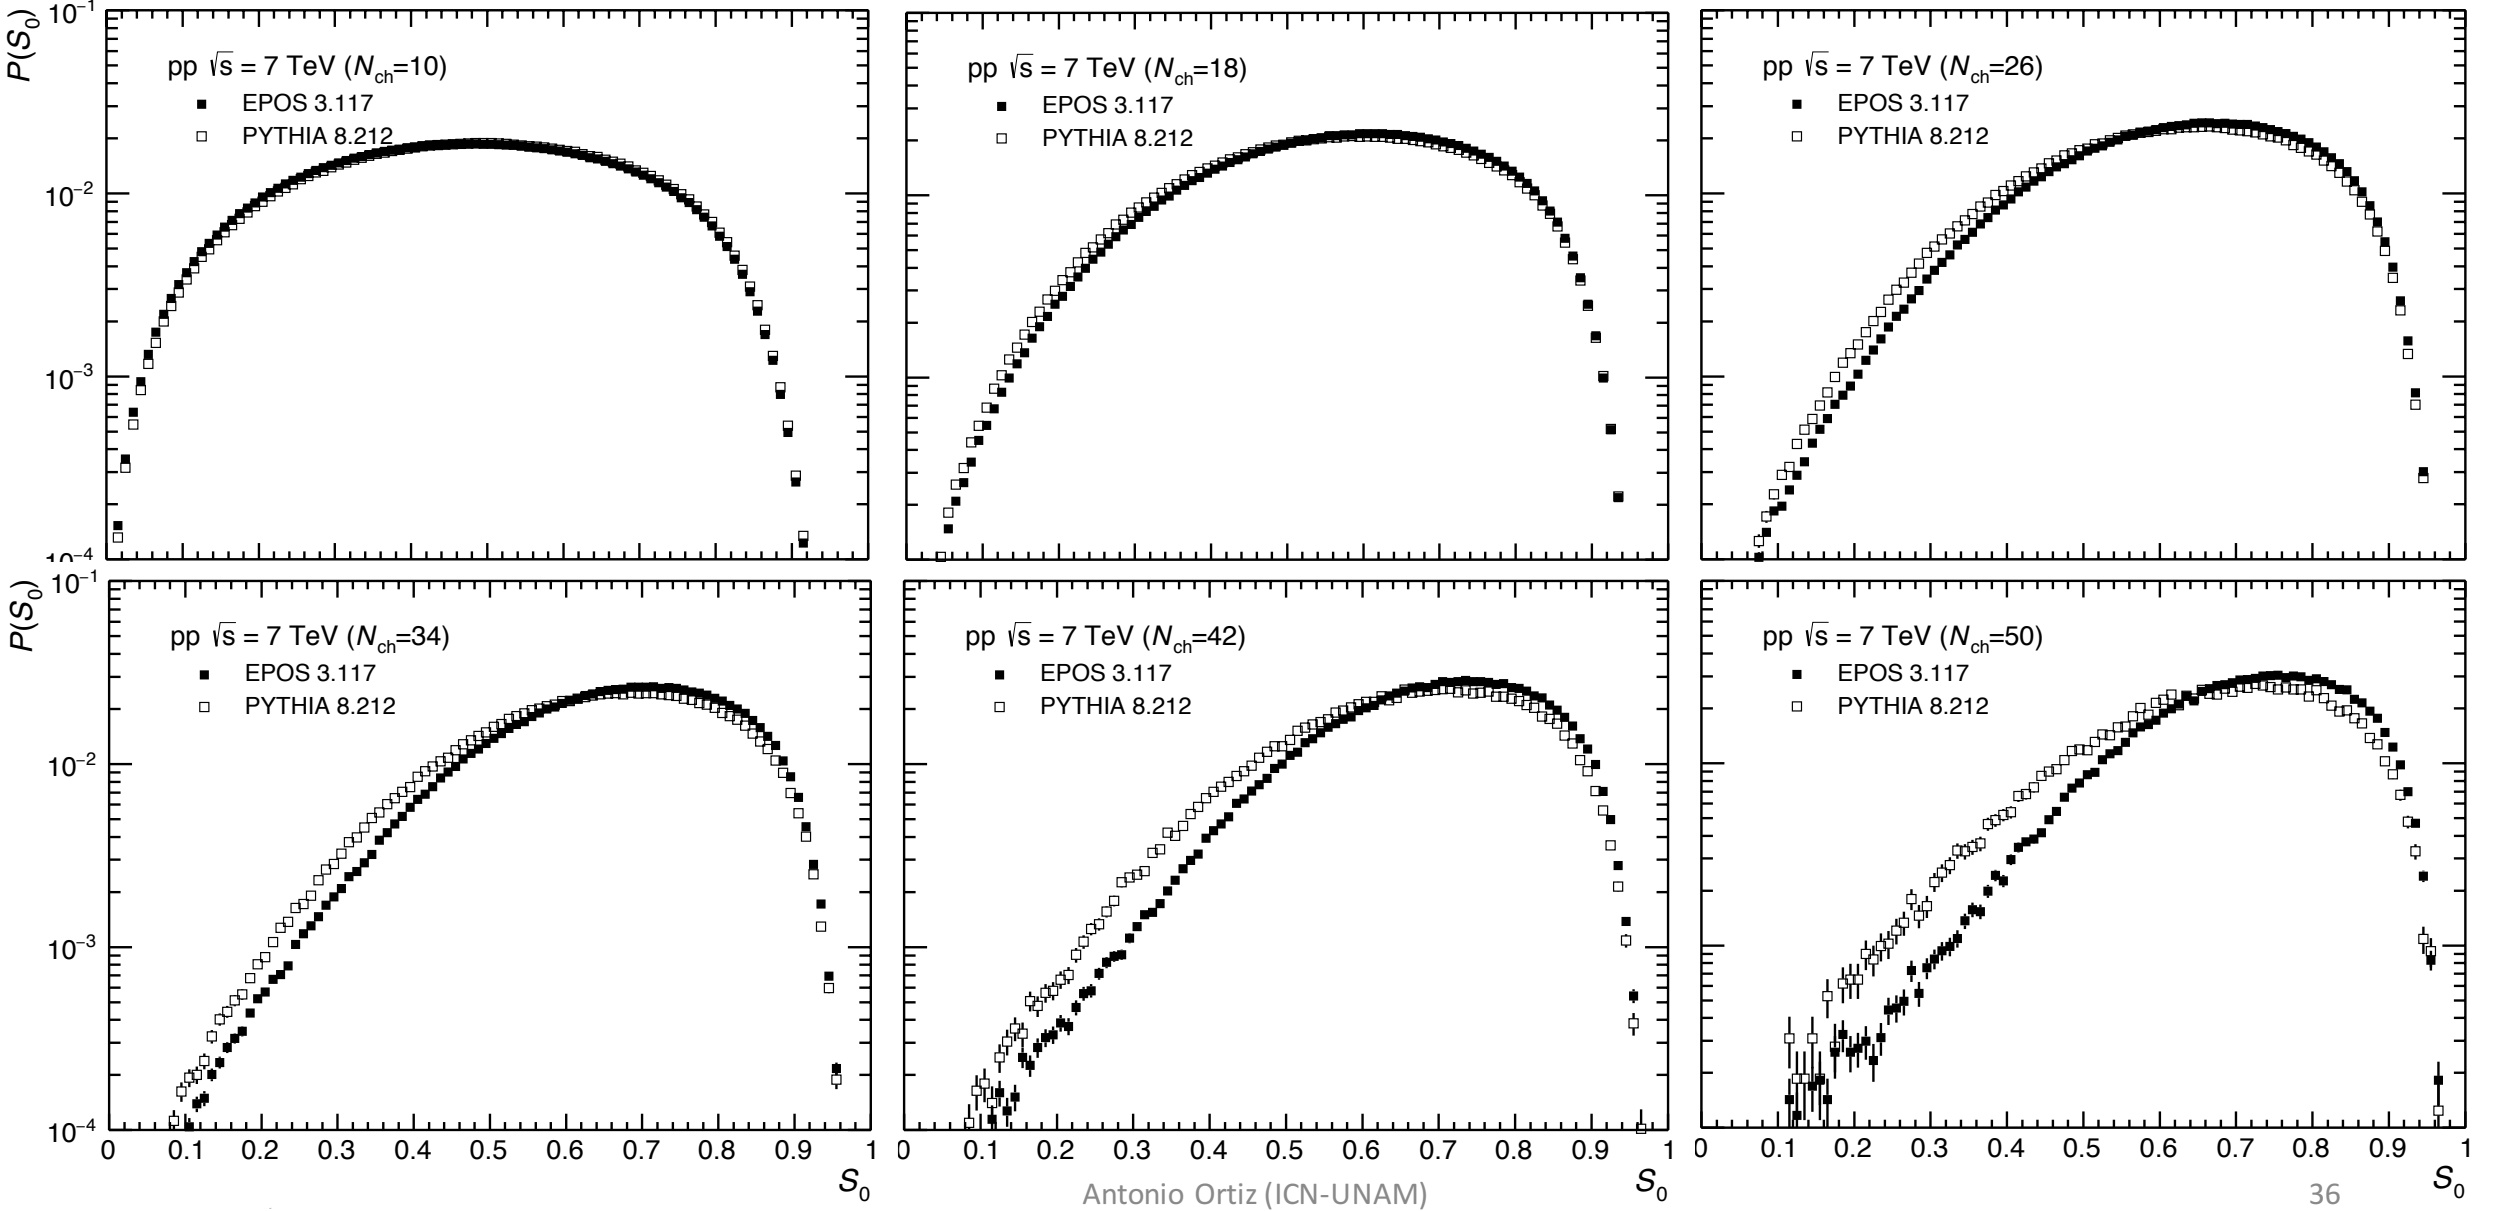 P(S0)
10−1
10−2
10−3
10−4
pp √s = 7 TeV (Nch=10)
EPOS 3.117
PYTHIA 8.212
pp √s = 7 TeV (Nch=18)
EPOS 3.117
PYTHIA 8.212
pp √s = 7 TeV (Nch=26)
EPOS 3.117
PYTHIA 8.212
P(S0)
10−1
10−2
10−3
10−4
pp √s = 7 TeV (Nch=34)
EPOS 3.117
PYTHIA 8.212
0 0.1 0.2 0.3 0.4 0.5 0.6 0.7 0.8 0.9 1
S0
pp √s = 7 TeV (Nch=42)
EPOS 3.117
PYTHIA 8.212
0 0.1 0.2 0.3 0.4 0.5 0.6 0.7 0.8 0.9 1
S0
pp √s = 7 TeV (Nch=50)
EPOS 3.117
PYTHIA 8.212
0 0.1 0.2 0.3 0.4 0.5 0.6 0.7 0.8 0.9 1
S0
Antonio Ortiz (ICN-UNAM)
36